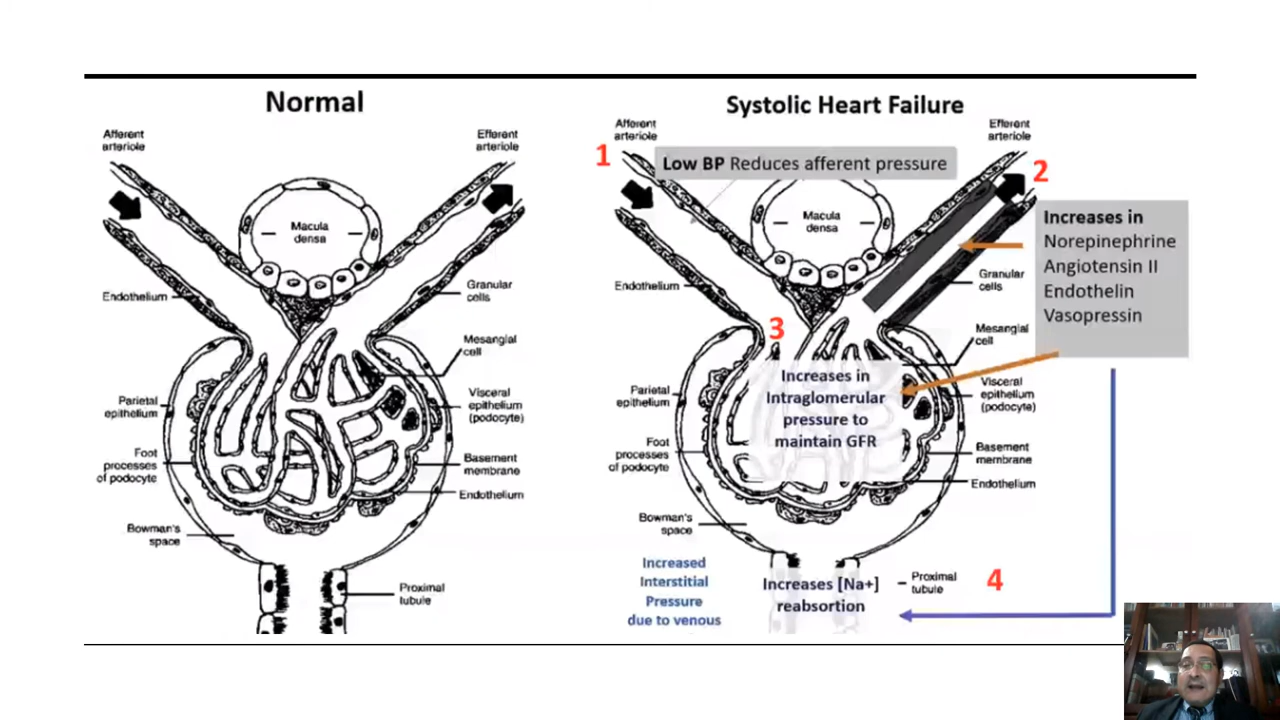 Normal
Afferent
arteriole
Efferent
arteriole
Macula
densa
Endothelium
Granular
cells
Mesangial
cell
Parietal
epithelium
Visceral
epithelium
(podocyte)
Foot
processes
of podocyte
Basement
membrane
Endothelium
Bowman's
space
Proximal
tubule
Systolic Heart Failure
Afferent
arteriole
Efferent
arteriole
1
Low BP Reduces afferent pressure
2
Macula
densa
Increases in
Norepinephrine
Angiotensin II
Endothelin
Vasopressin
Endothelium
Granular
cells
3
Mesangial
cell
Increases in
Intraglomerular
pressure to
maintain GFR
Parietal
epithelium
Visceral
epithelium
(podocyte)
Foot
processes
of podocyte
Basement
membrane
Endothelium
Bowman's
space
Increased
Interstitial
Pressure
due to venous
Increases [Na+]
reabsortion
Proximal
tubule
4